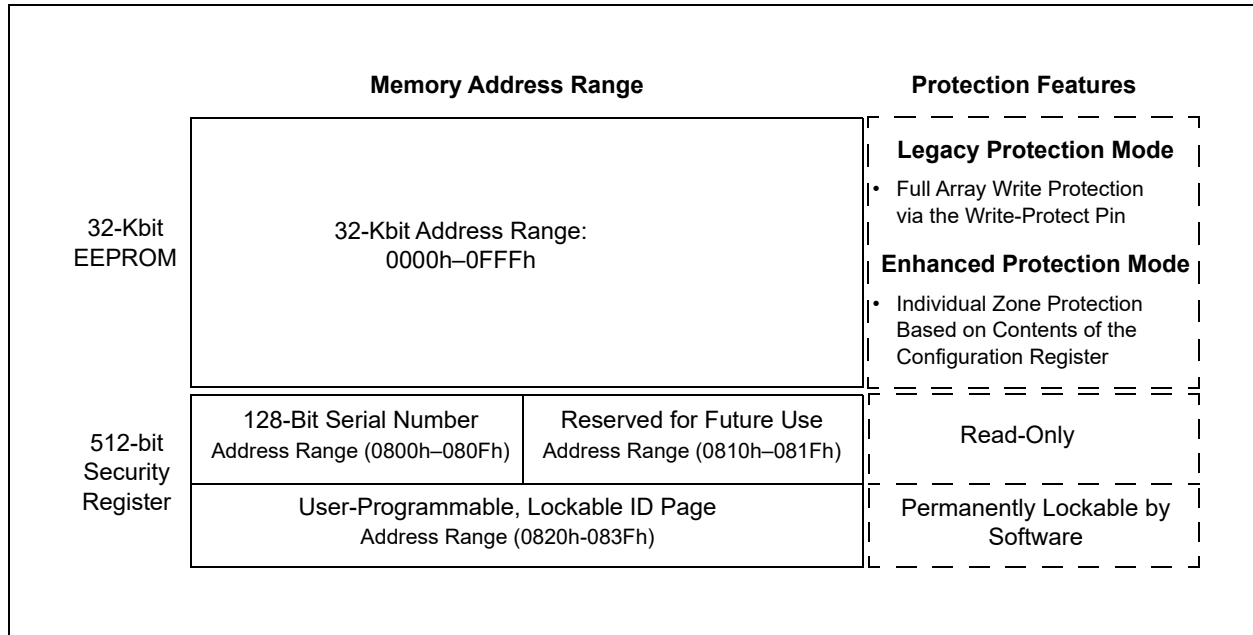 Memory Address Range
Protection Features
32-Kbit
EEPROM
32-Kbit Address Range:
0000h–0FFFh
Legacy Protection Mode
• Full Array Write Protection
via the Write-Protect Pin
Enhanced Protection Mode
• Individual Zone Protection
Based on Contents of the
Configuration Register
512-bit
Security
Register
128-Bit Serial Number
Address Range (0800h–080Fh)
Reserved for Future Use
Address Range (0810h–081Fh)
Read-Only
User-Programmable, Lockable ID Page
Address Range (0820h-083Fh)
Permanently Lockable by
Software